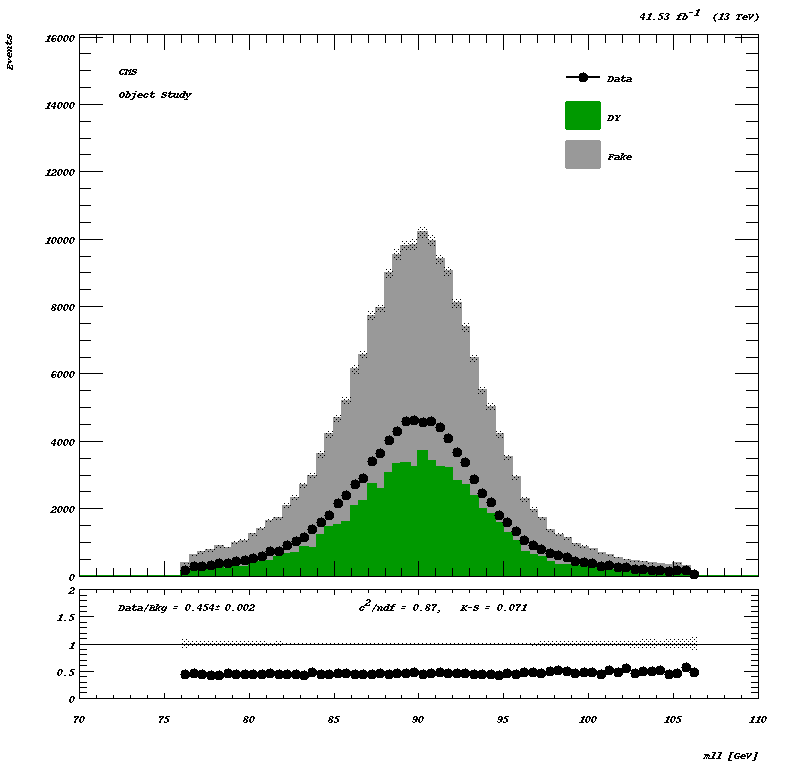 41.53 fb-1 (13 TeV)
Events
16000
CMS
Object Study
Data
DY
Fake
14000
12000
10000
8000
6000
4000
2000
0
2
Data/Bkg = 0.454± 0.002 c2/ndf = 0.87, K-S = 0.071
1.5
1
0.5
0
70 75 80 85 90 95 100 105 110
mll [GeV]